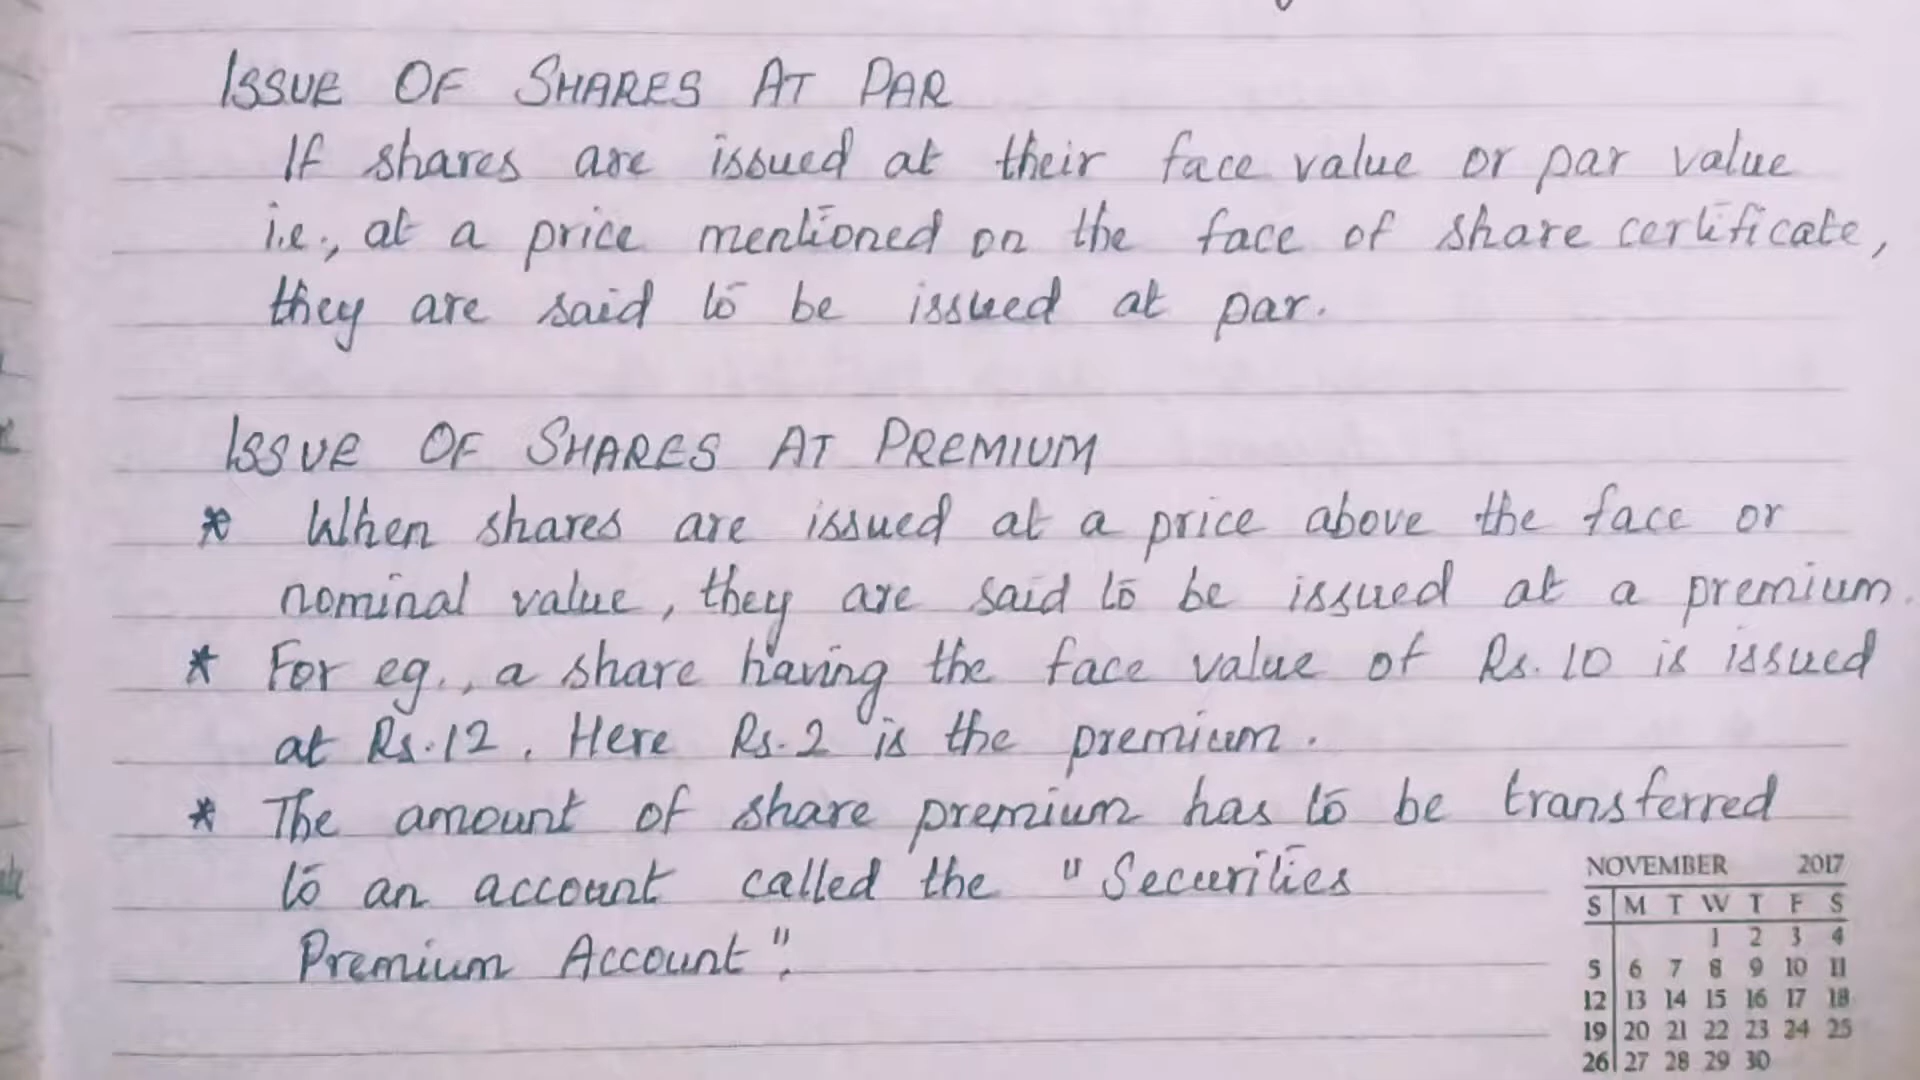 ISSUE OF SHARES AT PAR
If shares are issued at their face value or par value
i.e., at a price mentioned on the face of share certificate,
they are said to be issued at par.
ISSUE OF SHARES AT PREMIUM
* When shares are issued at a price above the face or
nominal value, they are said to be issued at a premium.
* For eg., a share having the face value of Rs. 10 is issued
at Rs. 12. Here Rs. 2 is the premium.
* The amount of share premium has to be transferred
to an account called the "Securities
Premium Account".
NOVEMBER 2017
S M T W T F S
1 2 3 4
5 6 7 8 9 10 11
12 13 14 15 16 17 18
19 20 21 22 23 24 25
26 27 28 29 30